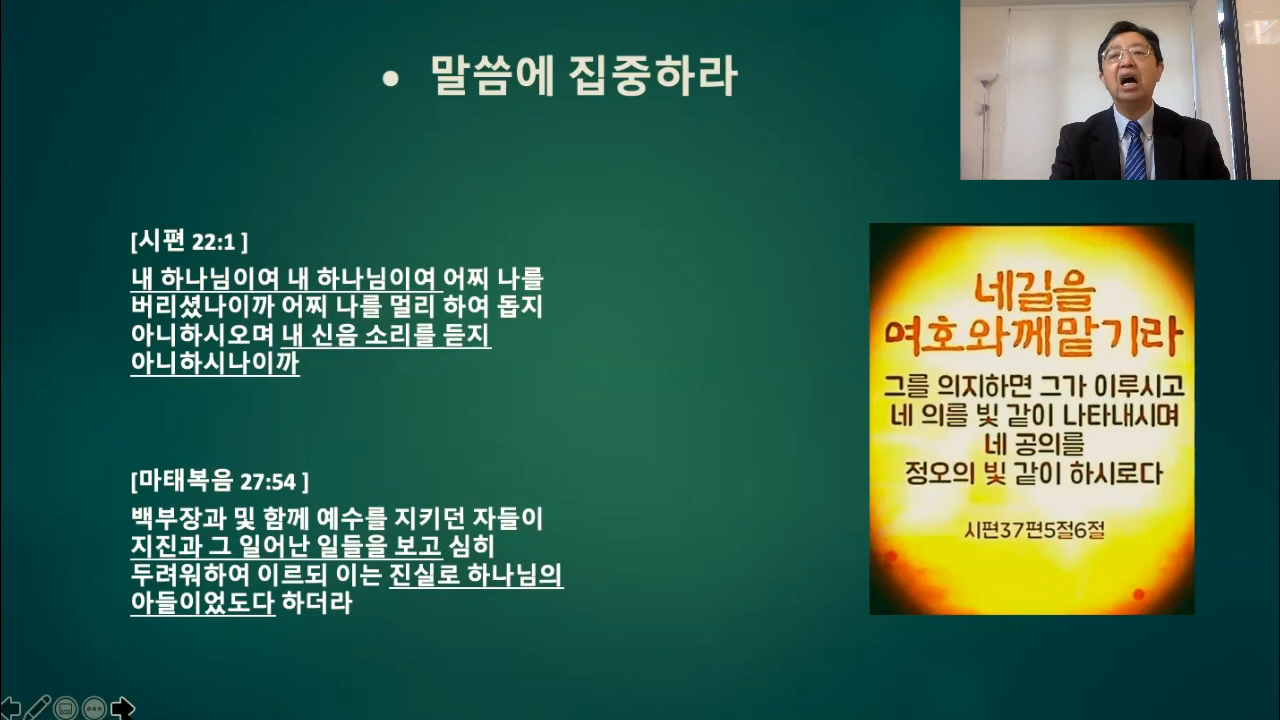 • 말씀에 집중하라
[시편 22:1 ]
내 하나님이여 내 하나님이여 어찌 나를
버리셨나이까 어찌 나를 멀리 하여 돕지
아니하시오며 내 신음 소리를 듣지
아니하시나이까
[마태복음 27:54 ]
백부장과 및 함께 예수를 지키던 자들이
지진과 그 일어난 일들을 보고 심히
두려워하여 이르되 이는 진실로 하나님의
아들이었도다 하더라
네길을
여호와께맡기라
그를 의지하면 그가 이루시고
네 의를 빛 같이 나타내시며
네 공의를
정오의 빛 같이 하시로다
시편37편5절6절